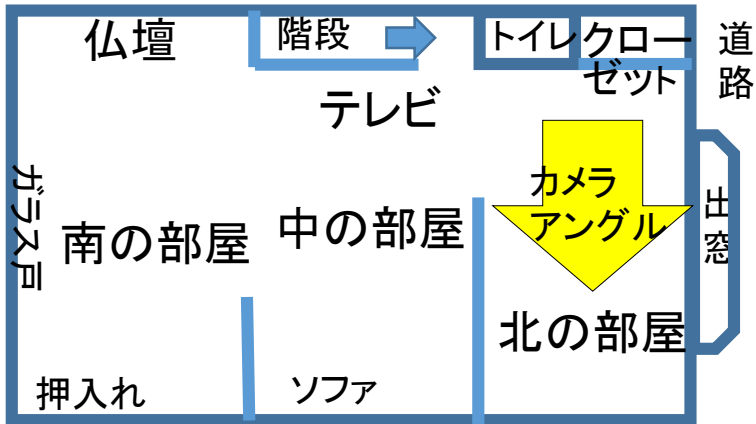 仏壇
階段
トイレ
クロー
ゼット
道
路
テレビ
ガラス戸
南の部屋
中の部屋
カメラ
アングル
出窓
北の部屋
押入れ
ソファ